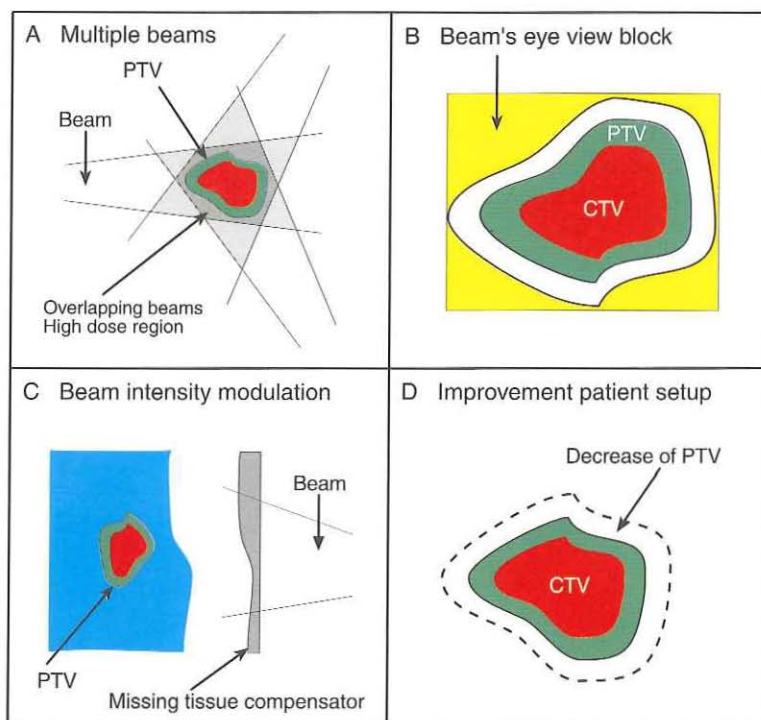 A Multiple beams
PTV
Beam
Overlapping beams
High dose region
B Beam's eye view block
PTV
CTV
C Beam intensity modulation
Beam
PTV
Missing tissue compensator
D Improvement patient setup
Decrease of PTV
CTV